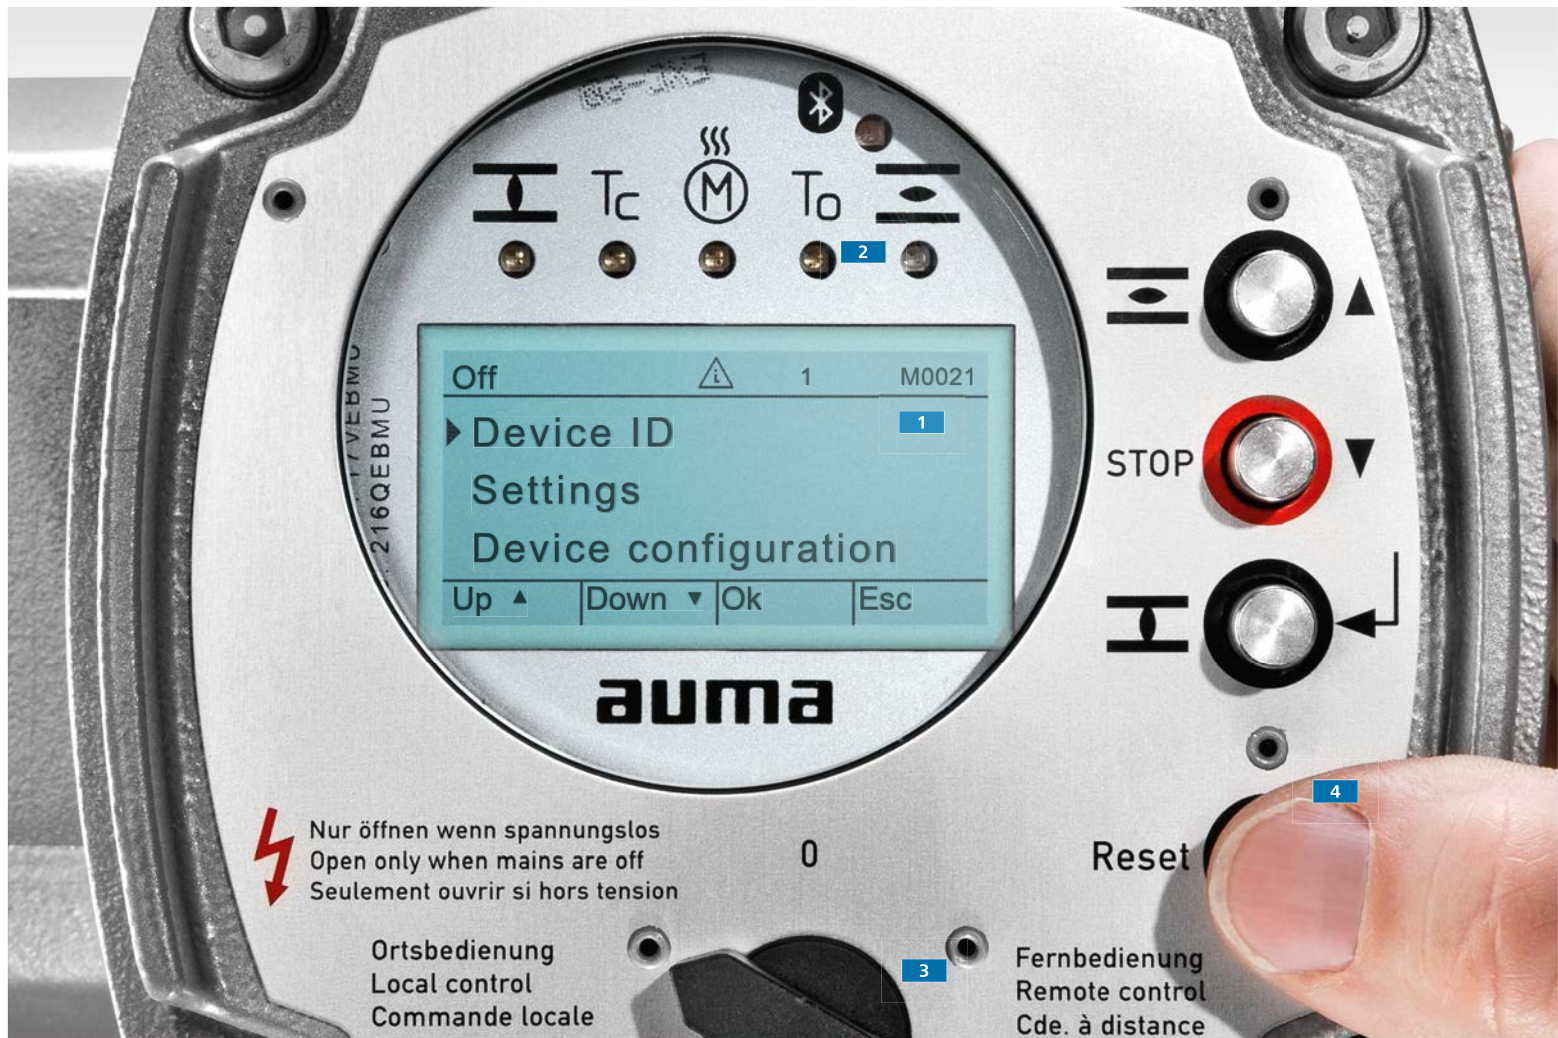 Tc
M
To
2
Off 1 M0021
1
Device ID
Settings
Device configuration
Up ▲ Down ▼ Ok Esc
auma
216QEBMU
STOP
4
Reset
Nur öffnen wenn spannungslos
Open only when mains are off
Seulement ouvrir si hors tension
0
Ortsbedienung
Local control
Commande locale
3
Fernbedienung
Remote control
Cde. à distance